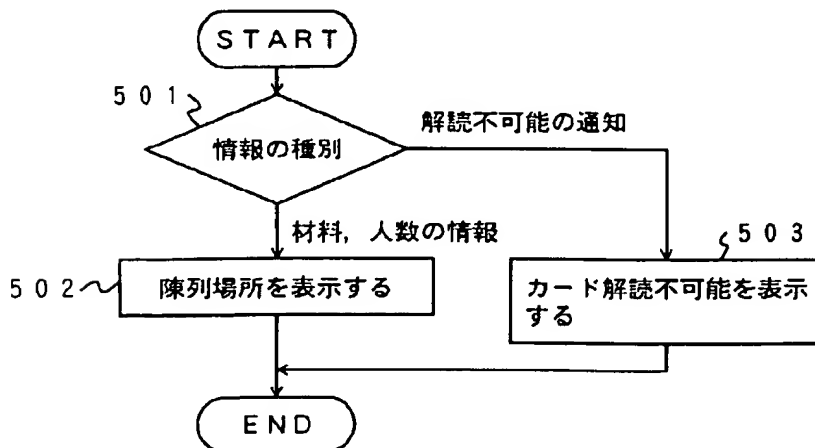 START
501
情報の種別
解読不可能の通知
材料，人数の情報
502
陳列場所を表示する
503
カード解読不可能を表示
する
END